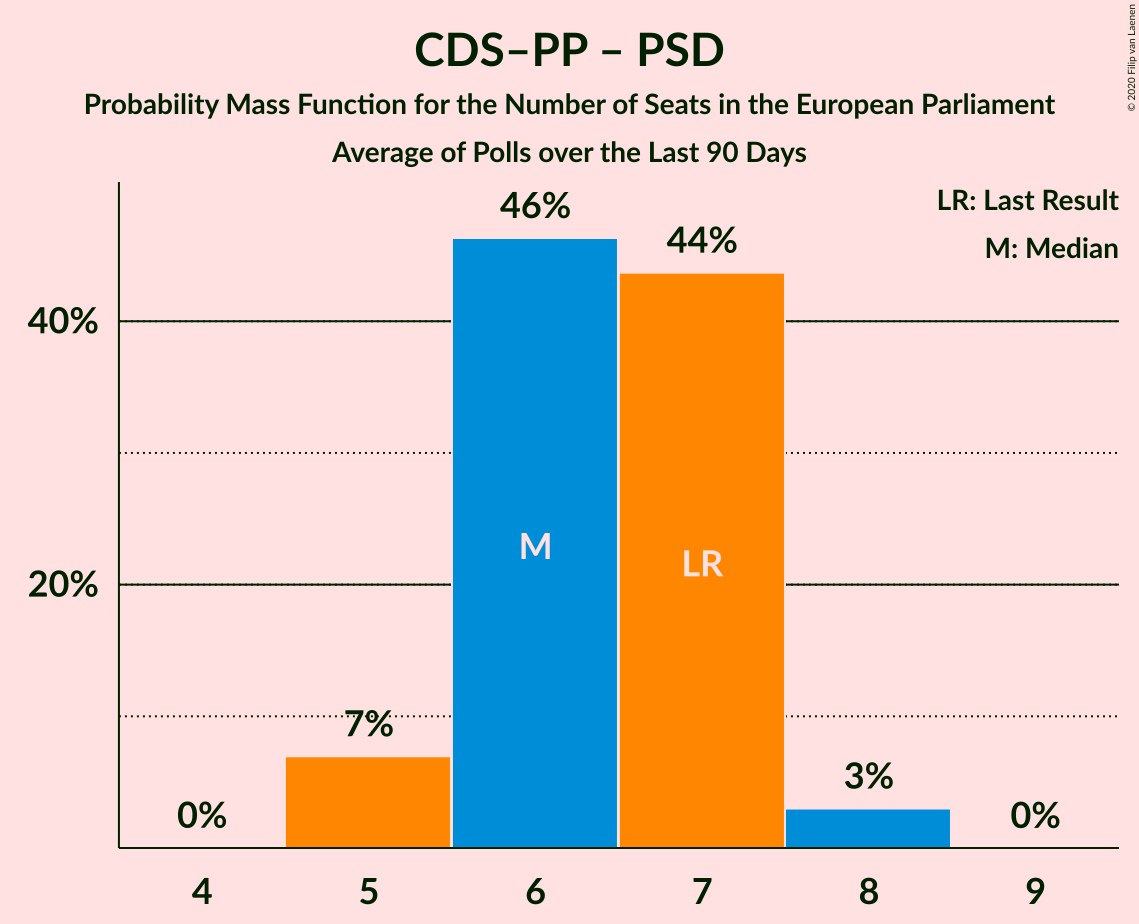 CDS–PP – PSD
Probability Mass Function for the Number of Seats in the European Parliament
Average of Polls over the Last 90 Days
© 2020 Filip van Laenen
LR: Last Result
M: Median
46%
44%
40%
M
LR
20%
7%
3%
0%
0%
4 5 6 7 8 9